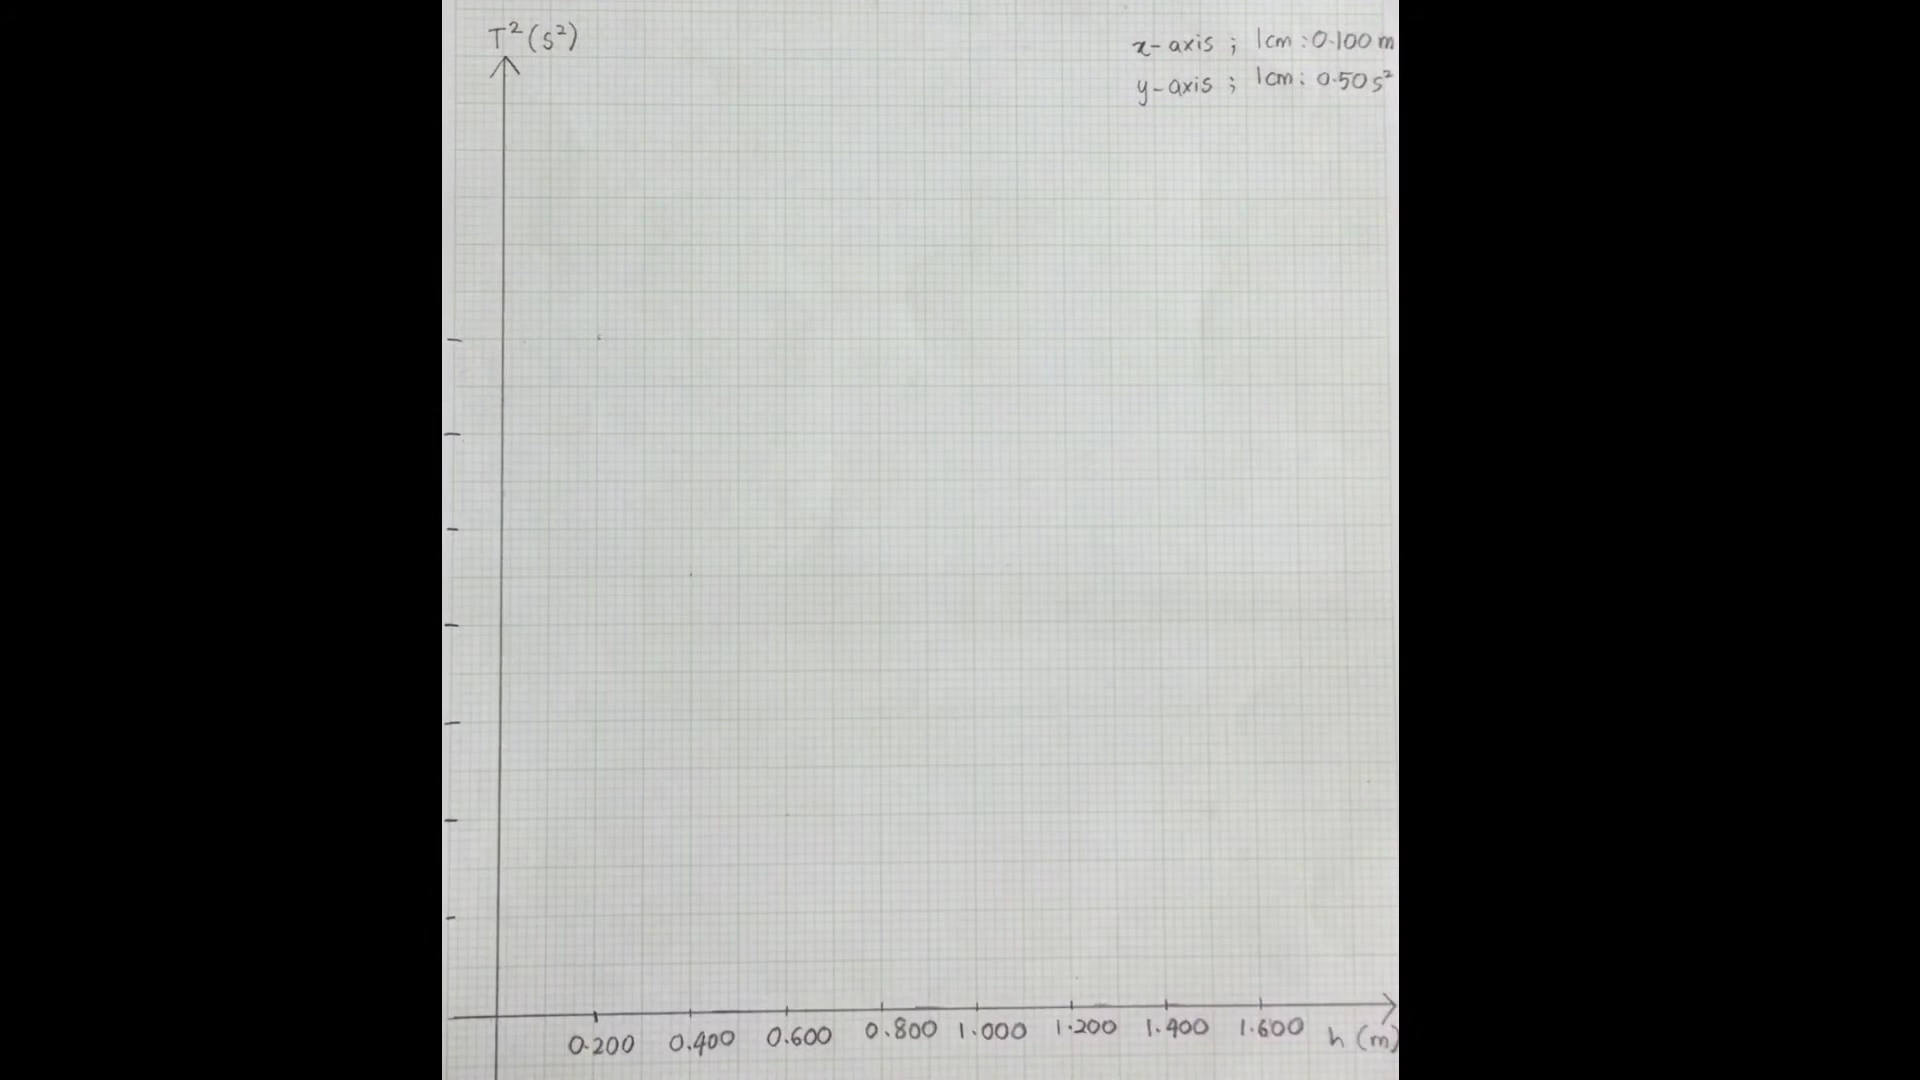 T²(s²)
x-axis ; 1cm : 0.100 m
y-axis ; 1cm : 0.50 s²
0.200 0.400 0.600 0.800 1.000 1.200 1.400 1.600 h (m)